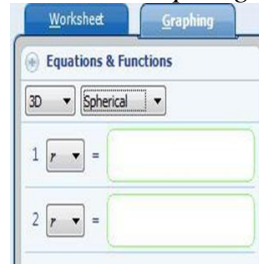 Worksheet Graphing
Equations & Functions
3D Spherical
1 r =
2 r =